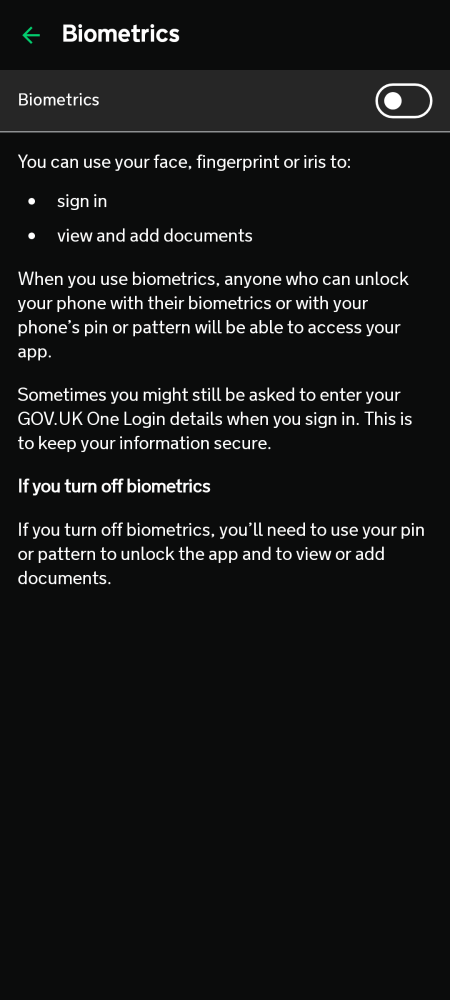 Biometrics
Biometrics
You can use your face, fingerprint or iris to:
• sign in
• view and add documents
When you use biometrics, anyone who can unlock
your phone with their biometrics or with your
phone's pin or pattern will be able to access your
app.
Sometimes you might still be asked to enter your
GOV.UK One Login details when you sign in. This is
to keep your information secure.
If you turn off biometrics
If you turn off biometrics, you'll need to use your pin
or pattern to unlock the app and to view or add
documents.